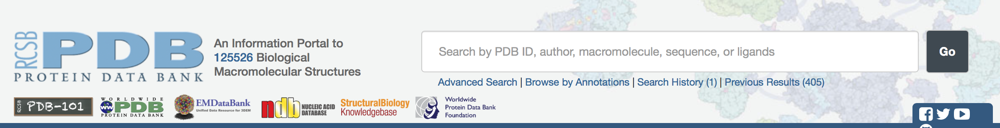 RCSB
PDB
PROTEIN DATA BANK
An Information Portal to
125526 Biological
Macromolecular Structures
Search by PDB ID, author, macromolecule, sequence, or ligands
Go
Advanced Search | Browse by Annotations | Search History (1) | Previous Results (405)
RCSB
PDB-101
WORLDWIDE
ww PDB
PROTEIN DATA BANK
EMDataBank
Unified Data Resource for 3DEM
ndb
NUCLEIC ACID
DATABASE
StructuralBiology
Knowledgebase
Worldwide
Protein Data Bank
Foundation